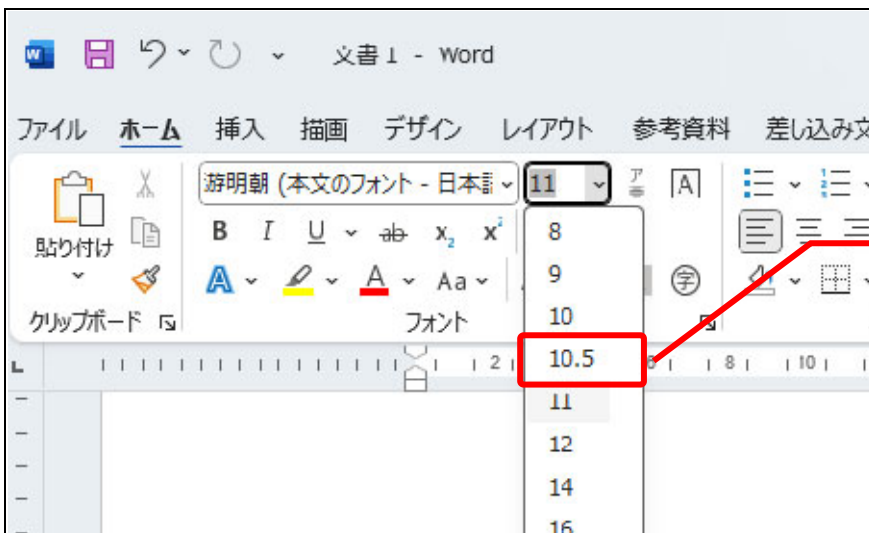 文書 1 - Word
ファイル ホーム 挿入 描画 デザイン レイアウト 参考資料 差し込み文
游明朝 (本文のフォント - 日本語 11
貼り付け
B I U ab x₂ x²
A A Aa 字
クリップボード フォント
8
9
10
10.5
11
12
14
16
2 6 8 10